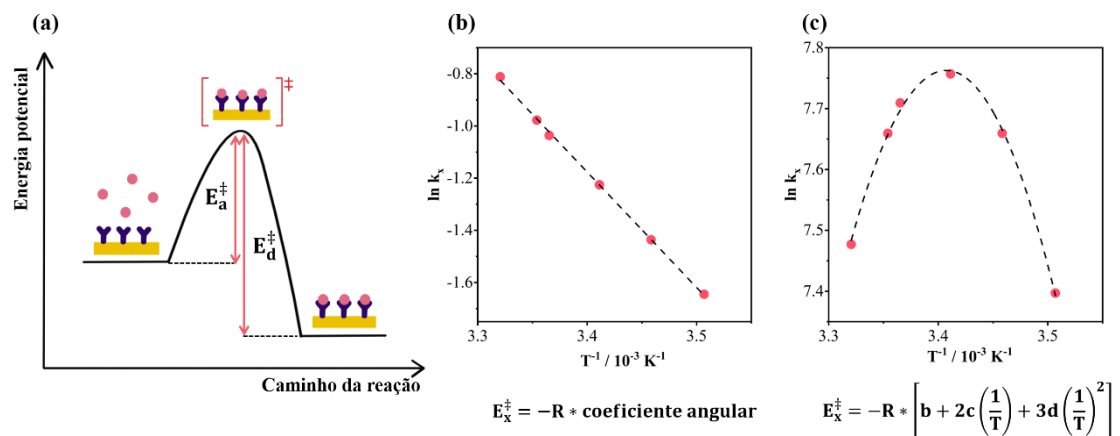 (a)
Energia potencial
[ ]‡
E‡a
E‡d
Caminho da reação
(b)
ln kx
-0.8
-1.0
-1.2
-1.4
-1.6
3.3 3.4 3.5
T-1 / 10-3 K-1
E‡x = −R * coeficiente angular
(c)
ln kx
7.8
7.7
7.6
7.5
7.4
3.3 3.4 3.5
T-1 / 10-3 K-1
E‡x = −R * [b + 2c (1/T) + 3d (1/T)2]